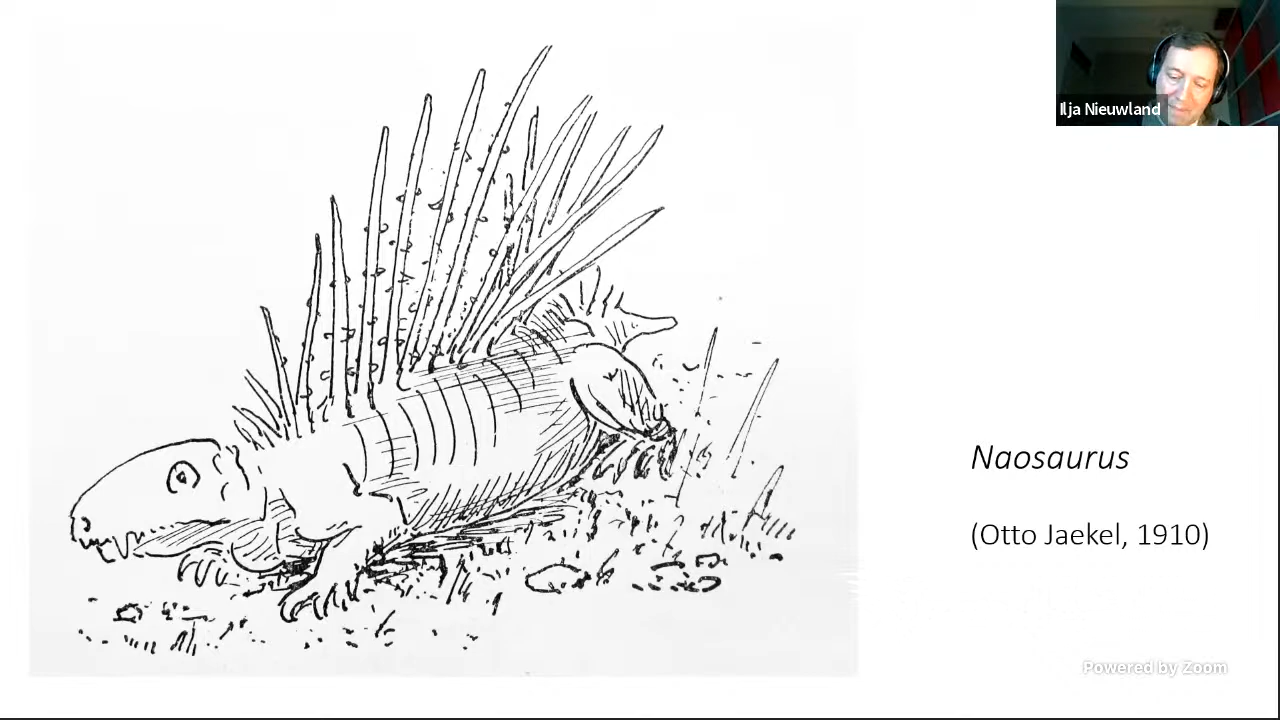 Ilja Nieuwland
Naosaurus
(Otto Jaekel, 1910)
Powered by Zoom